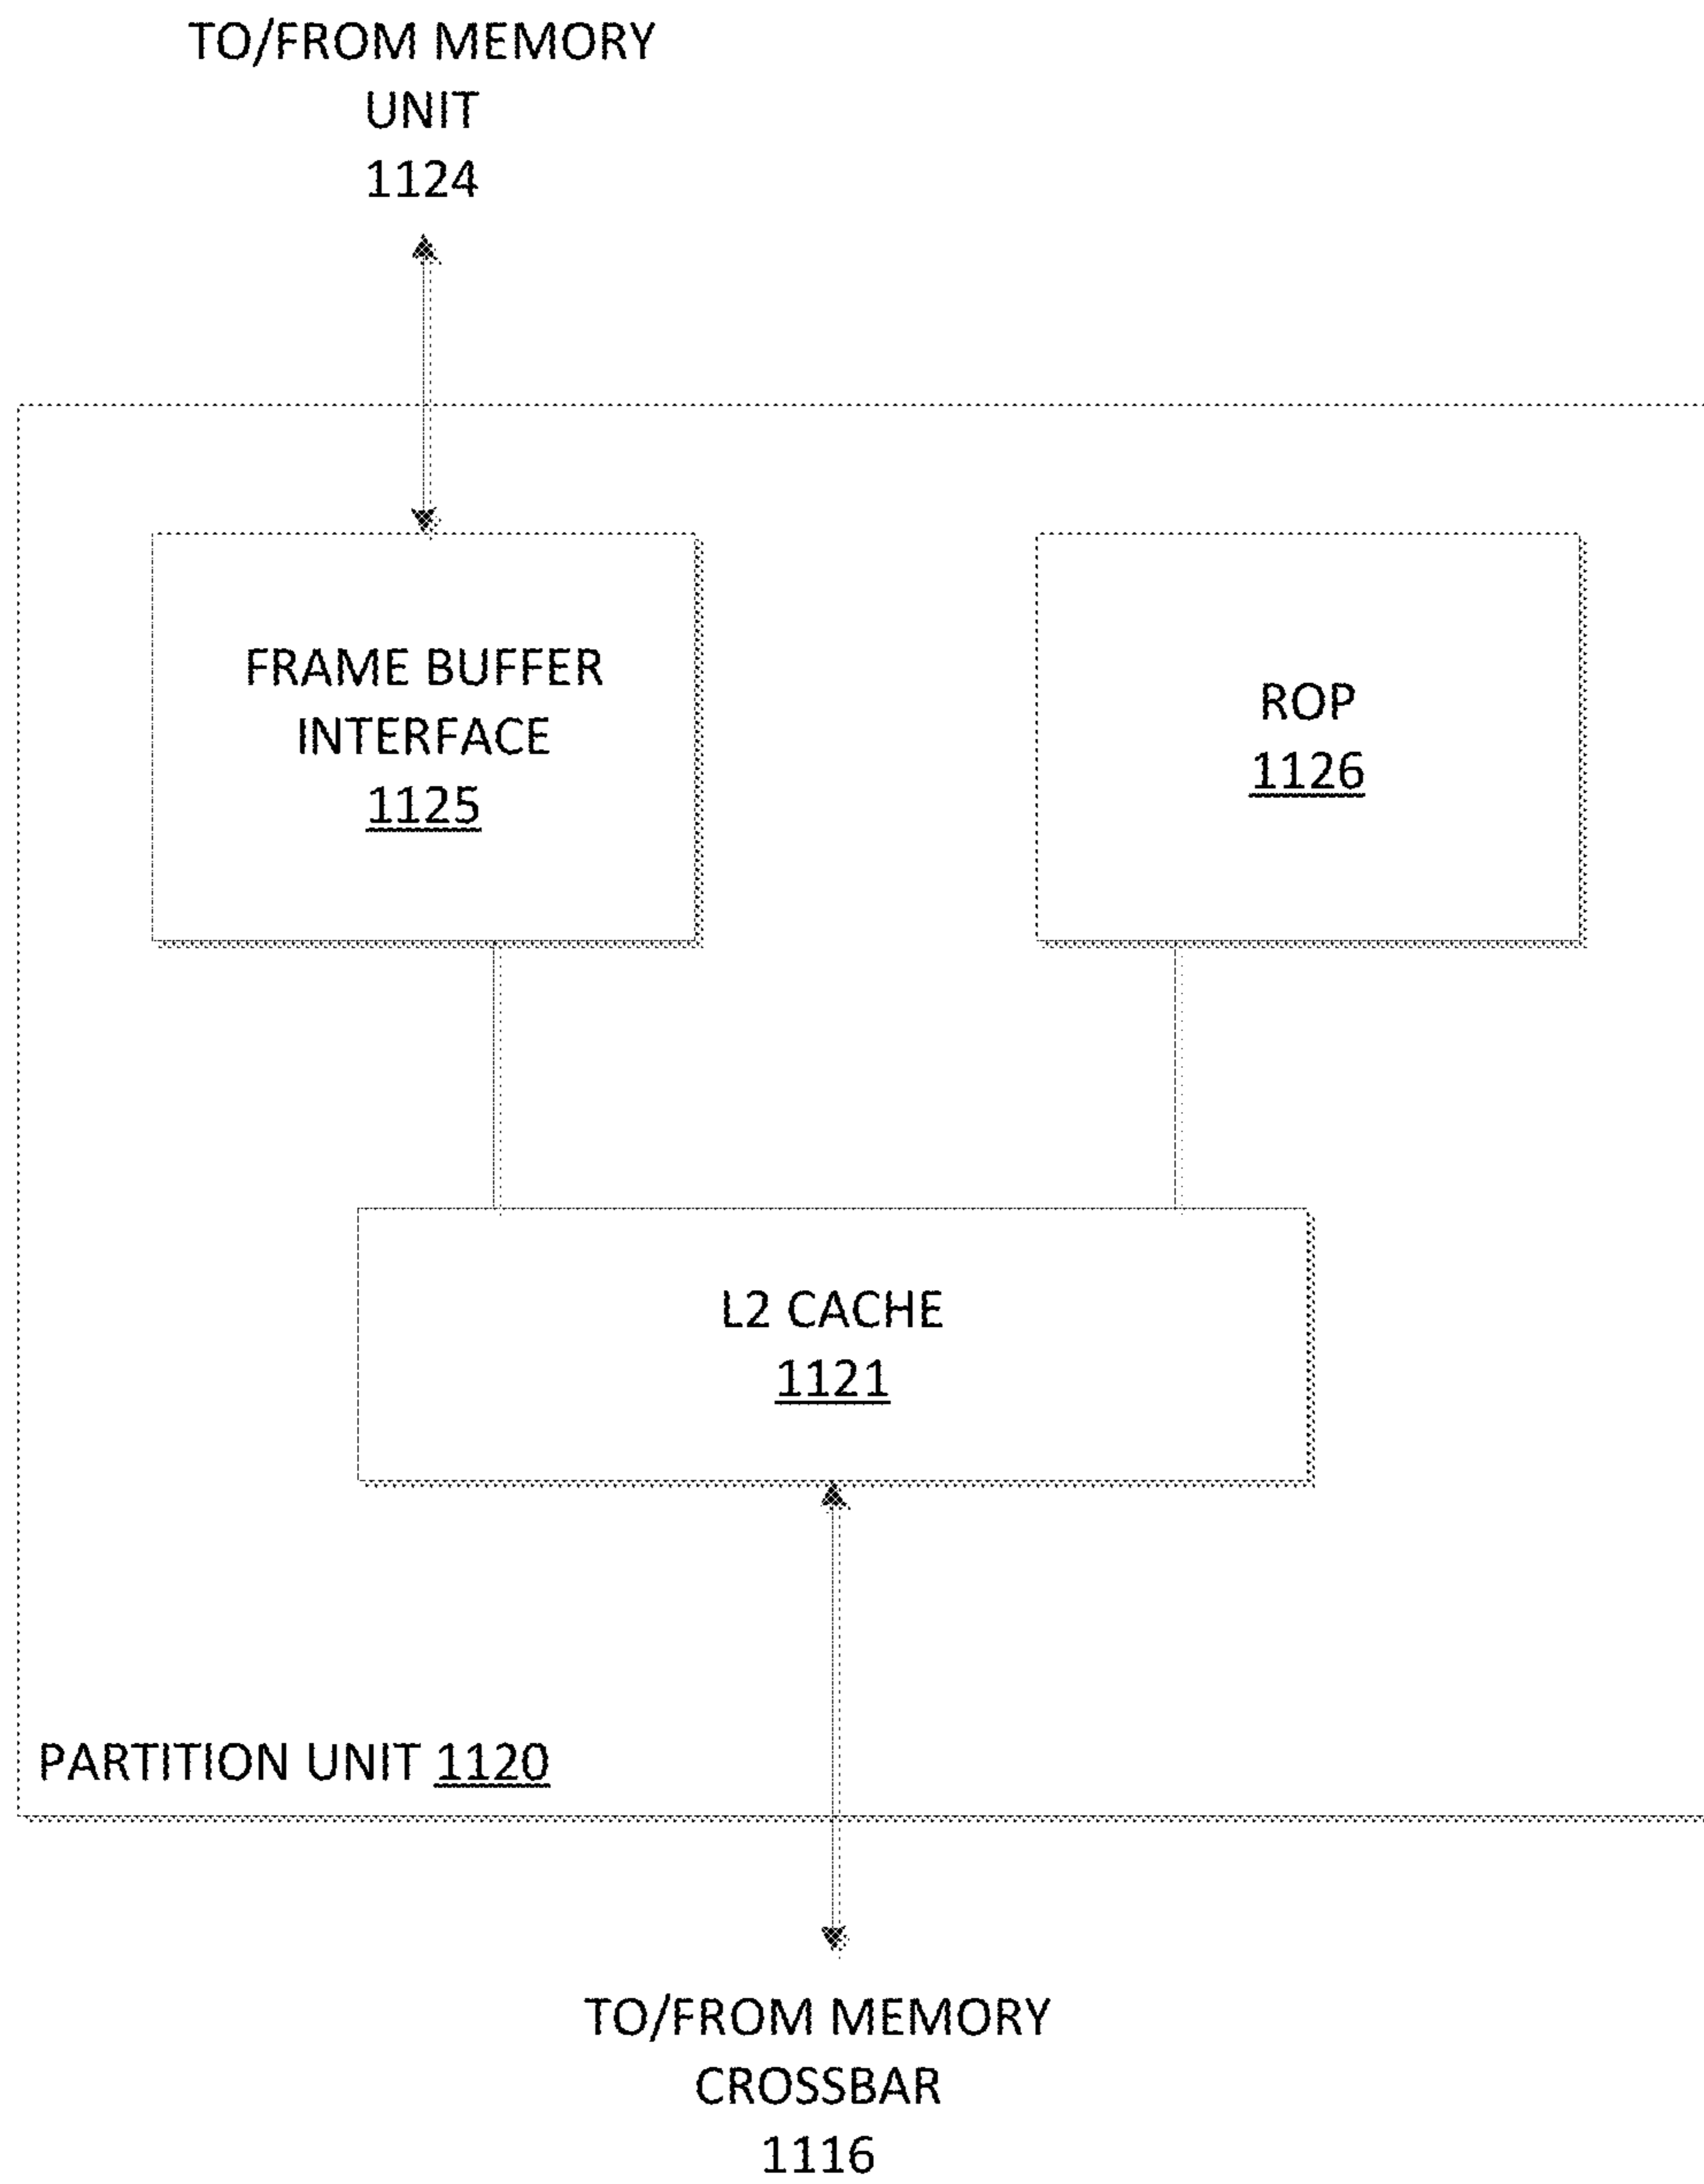 TO/FROM MEMORY
UNIT
1124
FRAME BUFFER
INTERFACE
1125
ROP
1126
L2 CACHE
1121
PARTITION UNIT 1120
TO/FROM MEMORY
CROSSBAR
1116